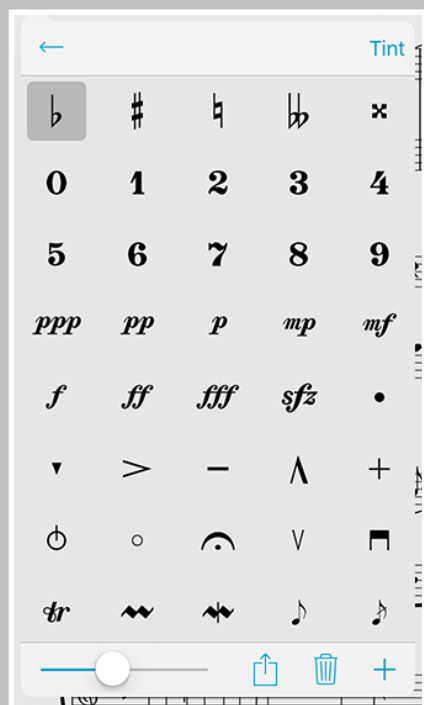 Tint
♭ ♯ ♮ 𝄫 𝄪
0 1 2 3 4
5 6 7 8 9
ppp pp p mp mf
f ff fff sfz
tr